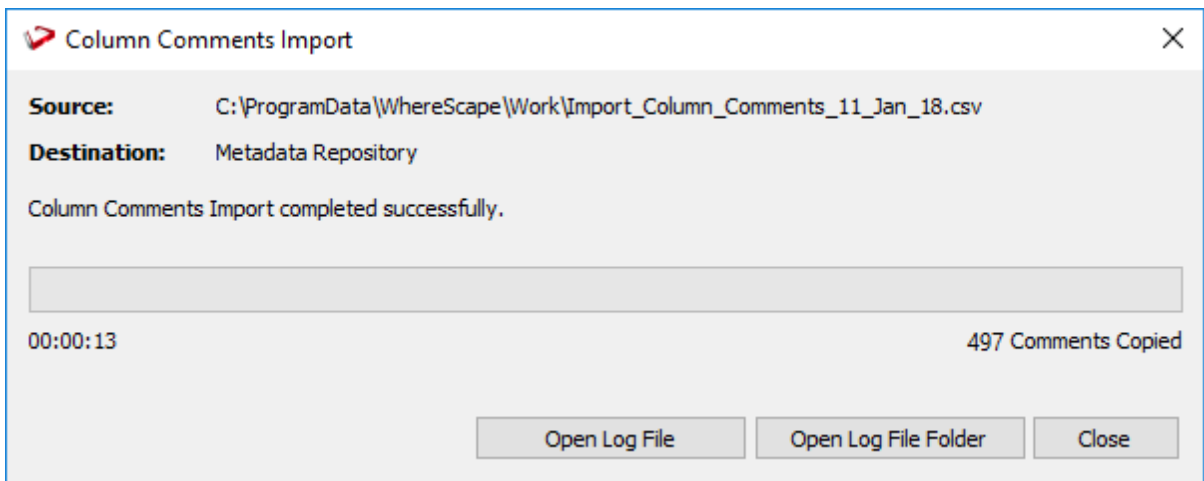 Column Comments Import
Source: C:\ProgramData\WhereScape\Work\Import_Column_Comments_11_Jan_18.csv
Destination: Metadata Repository
Column Comments Import completed successfully.
00:00:13 497 Comments Copied
Open Log File Open Log File Folder Close